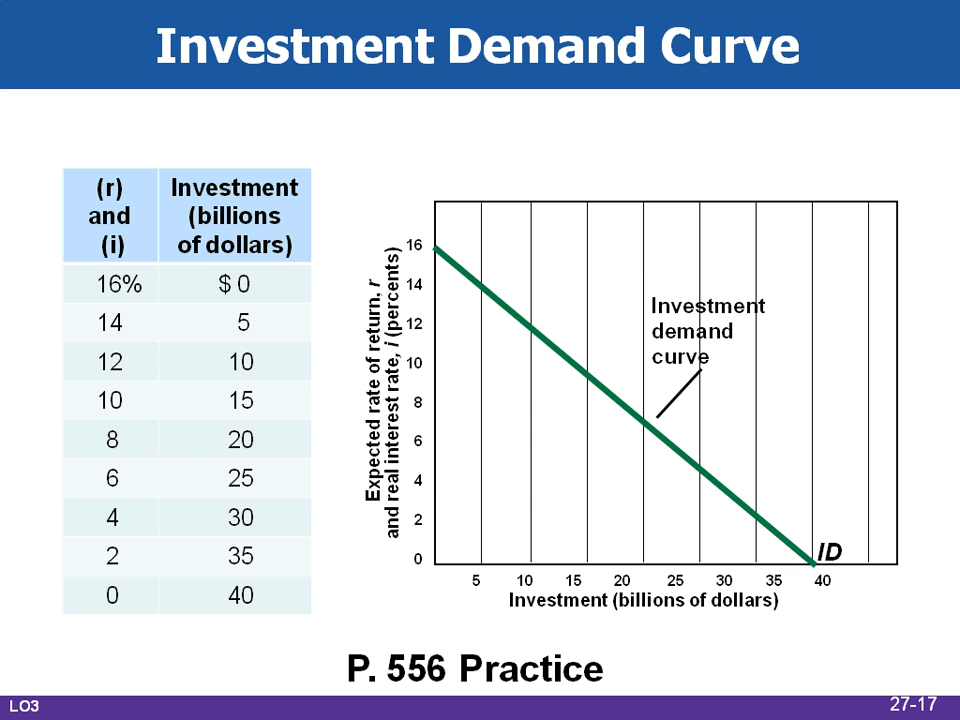 Investment Demand Curve
(r) and (i)
Investment (billions of dollars)
16% $ 0
14 5
12 10
10 15
8 20
6 25
4 30
2 35
0 40
Expected rate of return, r
and real interest rate, i (percents)
16
14
12
10
8
6
4
2
0
Investment
demand
curve
ID
5 10 15 20 25 30 35 40
Investment (billions of dollars)
P. 556 Practice
LO3
27-17